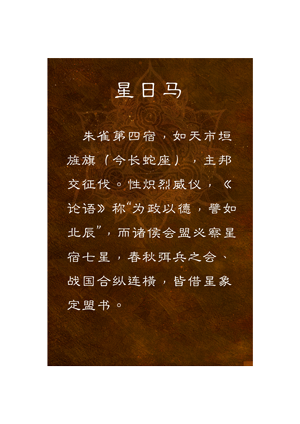 星日马
朱雀第四宿，如天市垣
旌旗（今长蛇座），主邦
交征伐。性炽烈威仪，《
论语》称“为政以德，譬如
北辰”，而诸侯会盟必察星
宿七星，春秋弭兵之会、
战国合纵连横，皆借星象
定盟书。